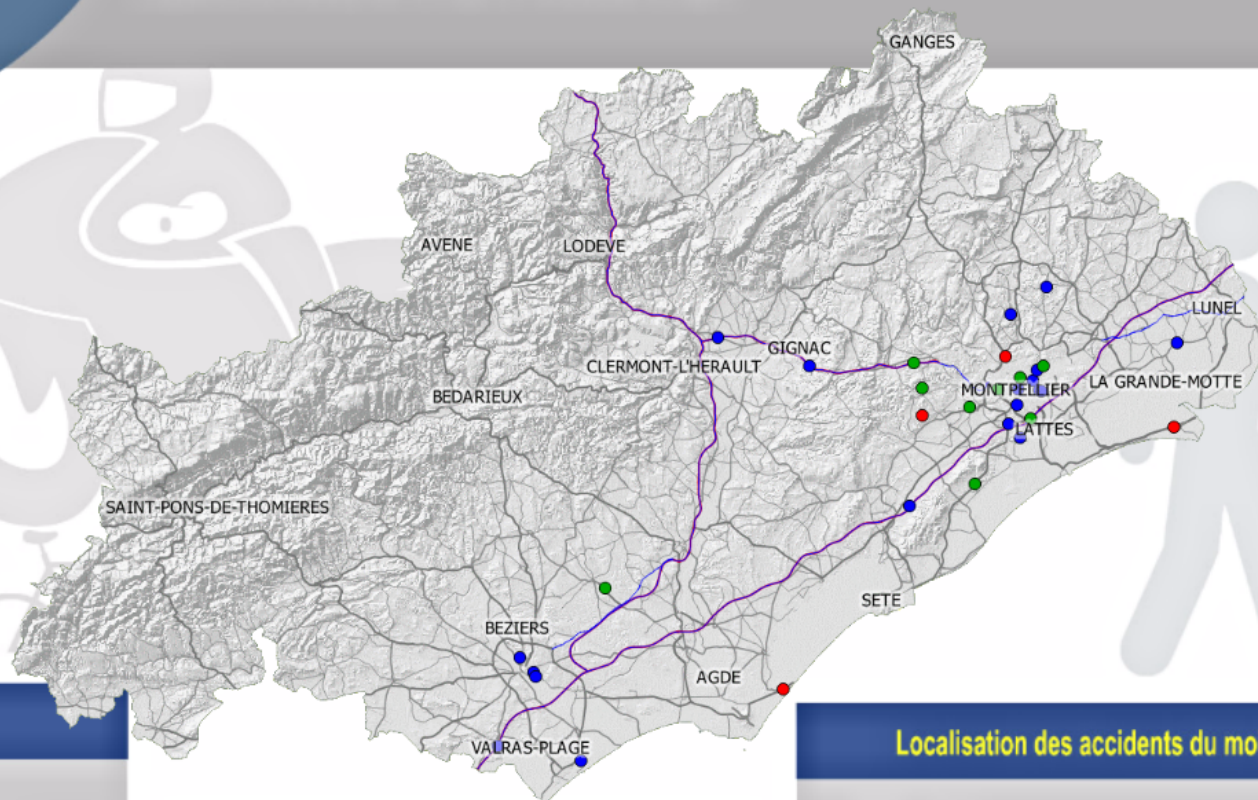 GANGES
AVENE
LODEVE
LUNEL
GIGNAC
CLERMONT-L'HERAULT
LA GRANDE-MOTTE
MONTPELLIER
BEDARIEUX
LATTES
SAINT-PONS-DE-THOMIERES
SETE
BEZIERS
AGDE
VALRAS-PLAGE
Localisation des accidents du mo